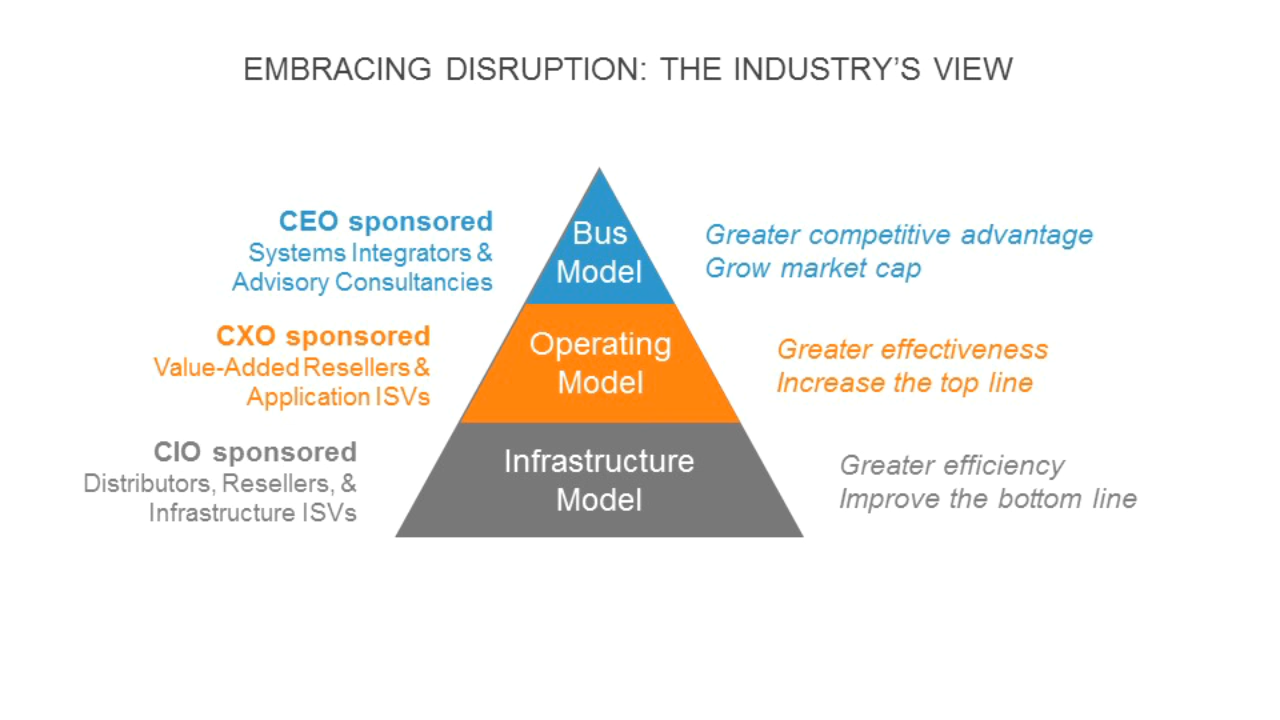 EMBRACING DISRUPTION: THE INDUSTRY'S VIEW
CEO sponsored
Systems Integrators &
Advisory Consultancies
Bus
Model
Greater competitive advantage
Grow market cap
CXO sponsored
Value-Added Resellers &
Application ISVs
Operating
Model
Greater effectiveness
Increase the top line
CIO sponsored
Distributors, Resellers, &
Infrastructure ISVs
Infrastructure
Model
Greater efficiency
Improve the bottom line